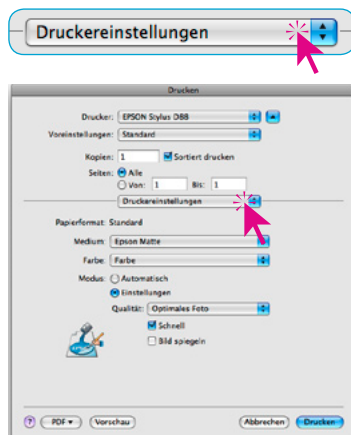 Druckereinstellungen
Drucken
Drucker: EPSON Stylus D88
Voreinstellungen: Standard
Kopien: 1 Sortiert drucken
Seiten: Alle
Von: 1 Bis: 1
Druckareinstellungen
Papierformat: Standard
Medium: Epson Matte
Farbe: Farbe
Modus: Automatisch
Einstellungen
Qualität: Optimales Foto
Schnell
Bild spiegeln
? PDF Vorschau Abbrechen Drucken